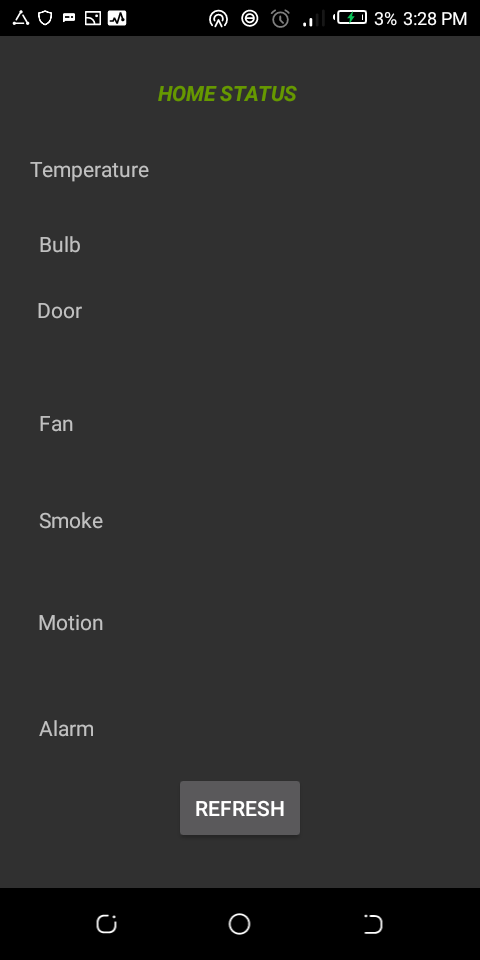 3% 3:28 PM
HOME STATUS
Temperature
Bulb
Door
Fan
Smoke
Motion
Alarm
REFRESH